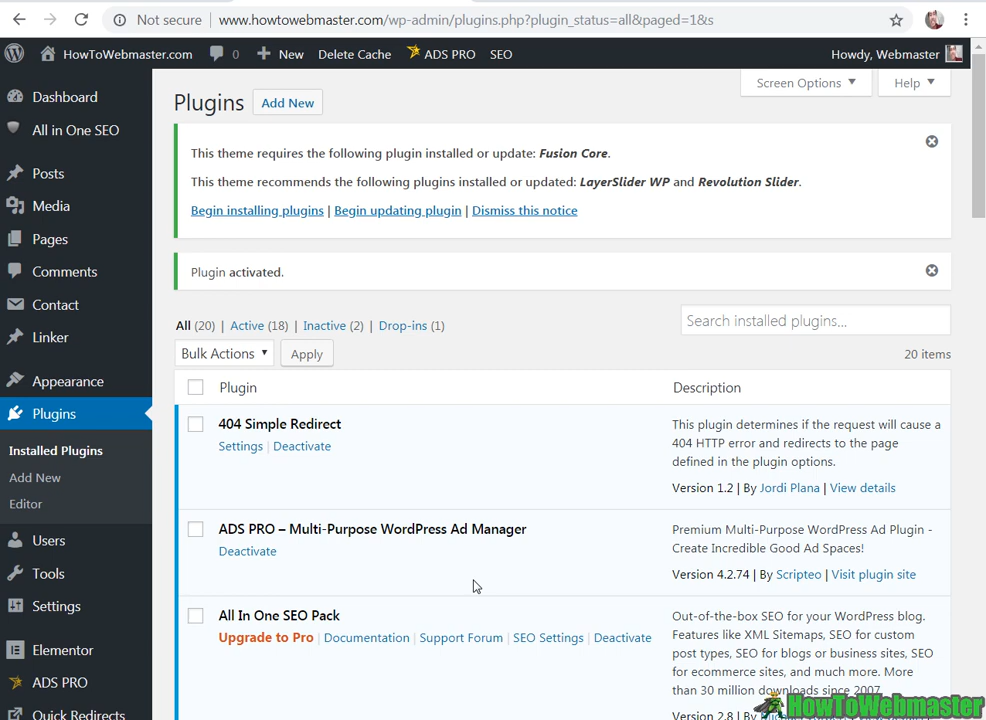 Not secure | www.howtowebmaster.com/wp-admin/plugins.php?plugin_status=all&paged=1&s
HowToWebmaster.com 0 New Delete Cache ADS PRO SEO Howdy, Webmaster
Screen Options Help
Dashboard
All in One SEO
Posts
Media
Pages
Comments
Contact
Linker
Appearance
Plugins
Installed Plugins
Add New
Editor
Users
Tools
Settings
Elementor
ADS PRO
Quick Redirects
Plugins Add New
This theme requires the following plugin installed or update: Fusion Core.
This theme recommends the following plugins installed or updated: LayerSlider WP and Revolution Slider.
Begin installing plugins | Begin updating plugin | Dismiss this notice
Plugin activated.
All (20) | Active (18) | Inactive (2) | Drop-ins (1)
Search installed plugins...
Bulk Actions Apply
20 items
Plugin Description
404 Simple Redirect
Settings | Deactivate
This plugin determines if the request will cause a
404 HTTP error and redirects to the page
defined in the plugin options.
Version 1.2 | By Jordi Plana | View details
ADS PRO – Multi-Purpose WordPress Ad Manager
Deactivate
Premium Multi-Purpose WordPress Ad Plugin -
Create Incredible Good Ad Spaces!
Version 4.2.74 | By Scripteo | Visit plugin site
All In One SEO Pack
Upgrade to Pro | Documentation | Support Forum | SEO Settings | Deactivate
Out-of-the-box SEO for your WordPress blog.
Features like XML Sitemaps, SEO for custom
post types, SEO for blogs or business sites, SEO
for ecommerce sites, and much more. More
than 30 million downloads since 2007.
Version 2.8 | By
HowToWebmaster